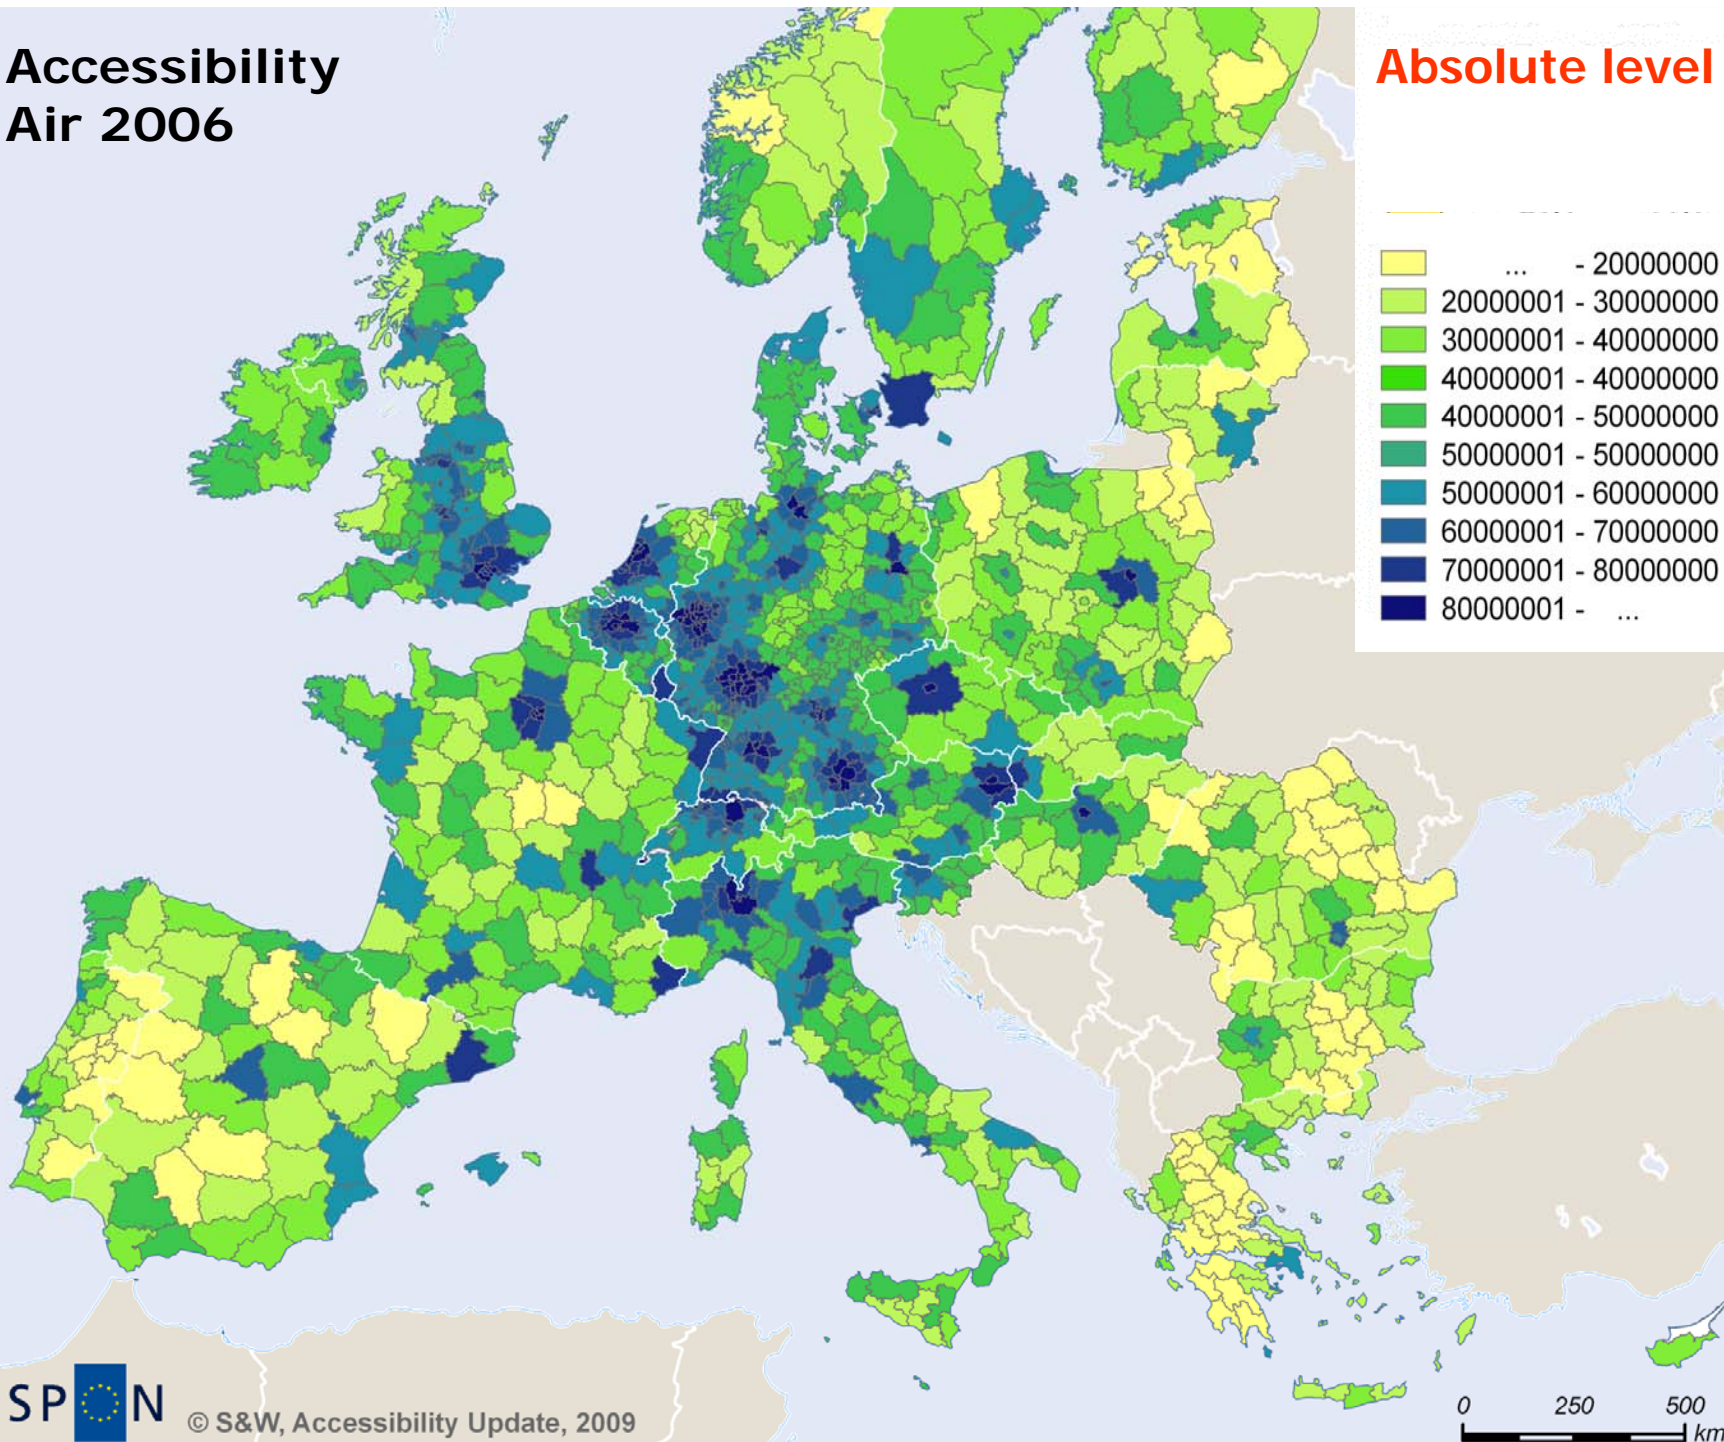 Accessibility
Air 2006
Absolute level
... - 20000000
20000001 - 30000000
30000001 - 40000000
40000001 - 40000000
40000001 - 50000000
50000001 - 50000000
50000001 - 60000000
60000001 - 70000000
70000001 - 80000000
80000001 - ...
SP N
© S&W, Accessibility Update, 2009
0 250 500
km